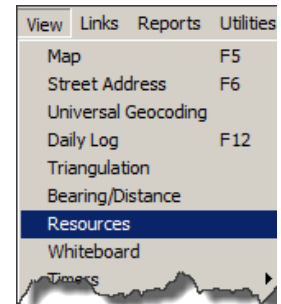 View Links Reports Utilities
Map F5
Street Address F6
Universal Geocoding
Daily Log F12
Triangulation
Bearing/Distance
Resources
Whiteboard
Timers